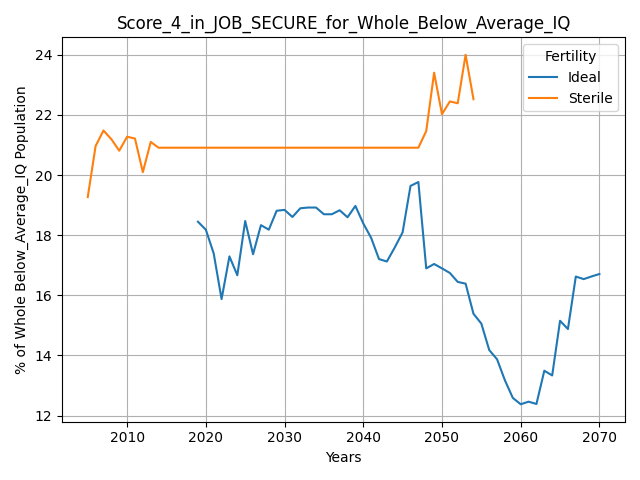 Score_4_in_JOB_SECURE_for_Whole_Below_Average_IQ
% of Whole Below_Average_IQ Population
24
22
20
18
16
14
12
Fertility
Ideal
Sterile
2010 2020 2030 2040 2050 2060 2070
Years